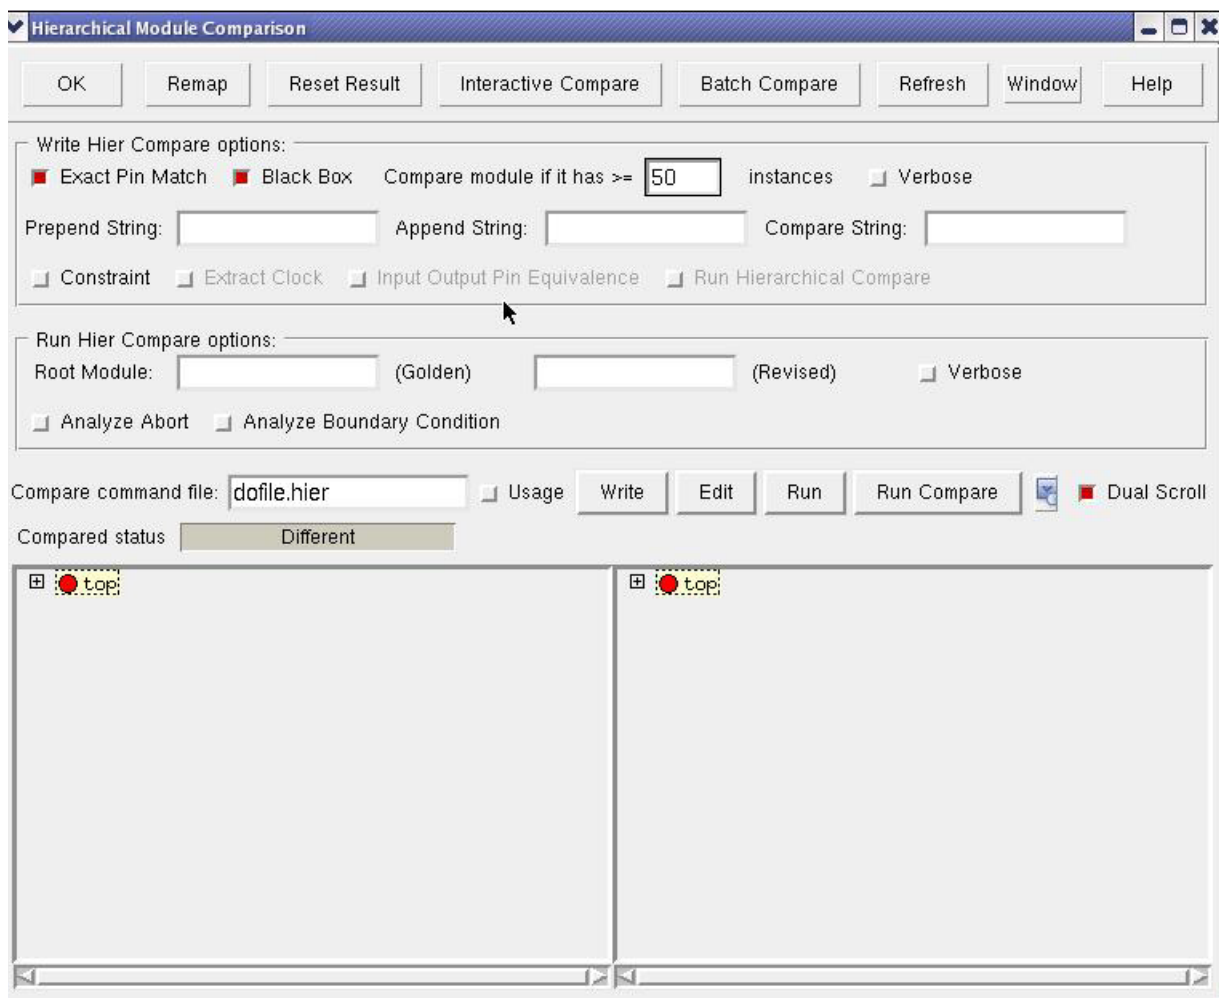 Hierarchical Module Comparison
OK Remap Reset Result Interactive Compare Batch Compare Refresh Window Help
Write Hier Compare options:
Exact Pin Match Black Box Compare module if it has >= 50 instances Verbose
Prepend String: Append String: Compare String:
Constraint Extract Clock Input Output Pin Equivalence Run Hierarchical Compare
Run Hier Compare options:
Root Module: (Golden) (Revised) Verbose
Analyze Abort Analyze Boundary Condition
Compare command file: dofile.hier Usage Write Edit Run Run Compare Dual Scroll
Compared status Different
top top